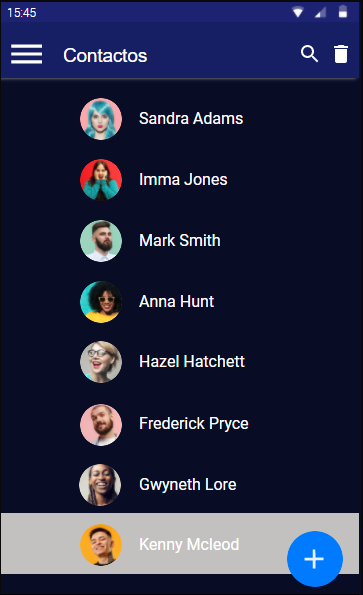 15:45
Contactos
Sandra Adams
Imma Jones
Mark Smith
Anna Hunt
Hazel Hatchett
Frederick Pryce
Gwyneth Lore
Kenny Mcleod